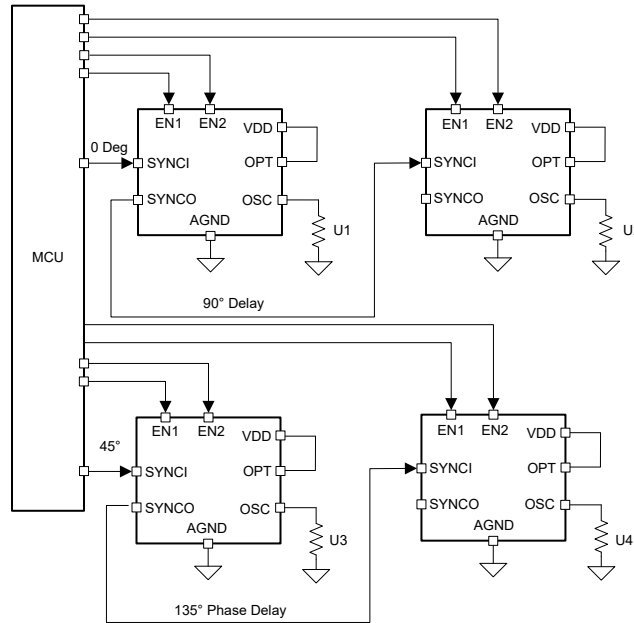 MCU
EN1 EN2
VDD
0 Deg
SYNCI
OPT
SYNCO
OSC
AGND
U1
EN1 EN2
VDD
SYNCI
OPT
SYNCO
OSC
AGND
90° Delay
EN1 EN2
VDD
45°
SYNCI
OPT
SYNCO
OSC
AGND
U3
EN1 EN2
VDD
SYNCI
OPT
SYNCO
OSC
AGND
U4
135° Phase Delay